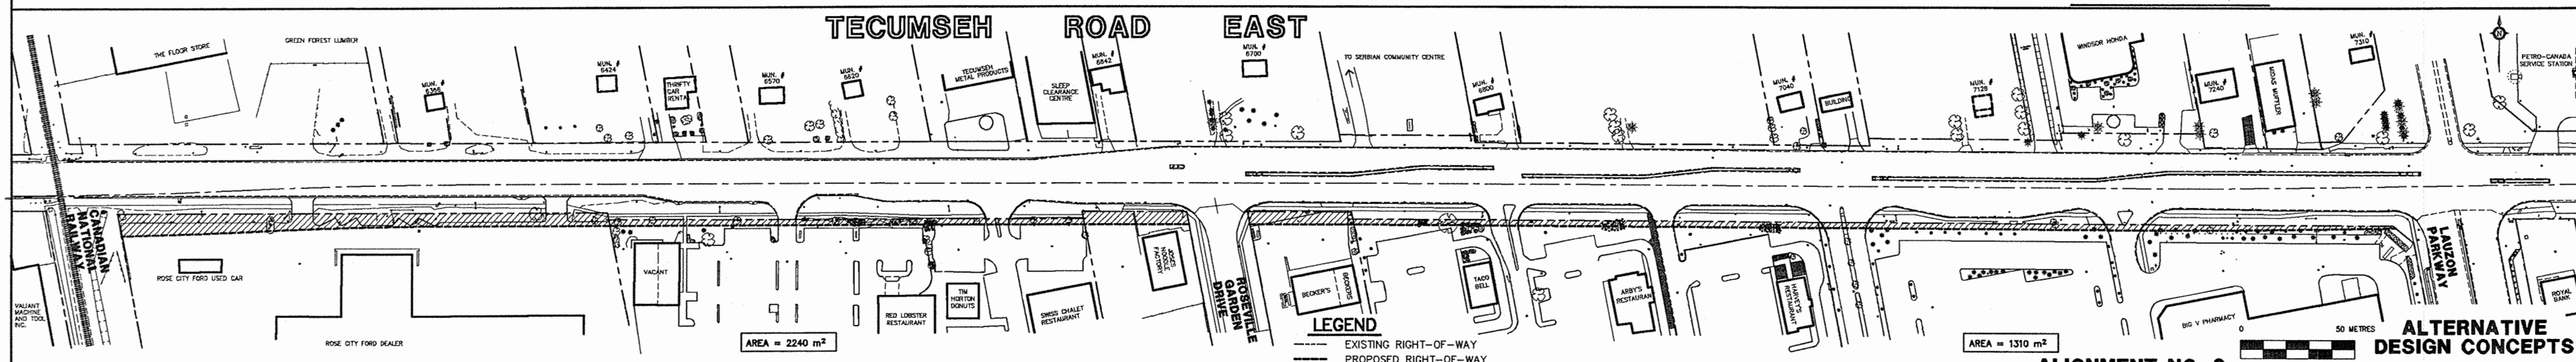 TECUMSEH ROAD EAST
THE FLOOR STORE
GREEN FOREST LUMBER
MUN. #
6366
MUN. #
6424
THRIFTY
CAR
RENTAL
MUN. #
6570
MUN. #
6620
TECUMSEH
METAL PRODUCTS
SLEEP
CLEARANCE
CENTRE
MUN. #
6642
MUN. #
6700
TO SERBIAN COMMUNITY CENTRE
MUN. #
6800
MUN. #
7040
BUILDING
MUN. #
7128
WINDSOR HONDA
MUN. #
7240
MIDAS MUFFLER
MUN. #
7310
N
PETRO-CANADA
SERVICE STATION
CANADIAN
NATIONAL
RAILWAY
VALIANT
MACHINE
AND TOOL
INC.
ROSE CITY FORD USED CAR
ROSE CITY FORD DEALER
VACANT
AREA = 2240 m²
RED LOBSTER
RESTAURANT
TIM
HORTON
DONUTS
SWISS CHALET
RESTAURANT
NOODLE
FACTORY
ROSEVILLE
GARDEN
DRIVE
BECKER'S
BECKERS
TACO
BELL
ARBY'S
RESTAURANT
HARVEY'S
RESTAURANT
LEGEND
EXISTING RIGHT-OF-WAY
PROPOSED RIGHT-OF-WAY
AREA = 1310 m²
BIG V PHARMACY
LAUZON
PARKWAY
ROYAL
BANK
0 50 METRES
ALTERNATIVE
DESIGN CONCEPTS